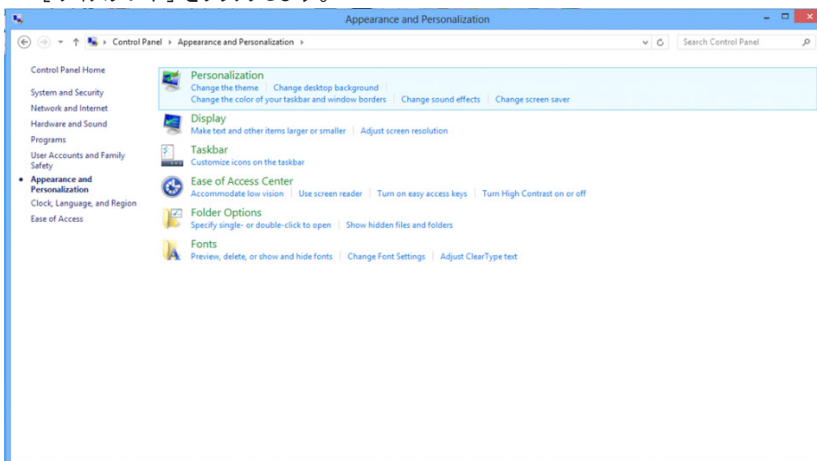 Appearance and Personalization
Control Panel ▸ Appearance and Personalization ▸
Search Control Panel
Control Panel Home
System and Security
Network and Internet
Hardware and Sound
Programs
User Accounts and Family
Safety
Appearance and
Personalization
Clock, Language, and Region
Ease of Access
Personalization
Change the theme | Change desktop background |
Change the color of your taskbar and window borders | Change sound effects | Change screen saver
Display
Make text and other items larger or smaller | Adjust screen resolution
Taskbar
Customize icons on the taskbar
Ease of Access Center
Accommodate low vision | Use screen reader | Turn on easy access keys | Turn High Contrast on or off
Folder Options
Specify single- or double-click to open | Show hidden files and folders
Fonts
Preview, delete, or show and hide fonts | Change Font Settings | Adjust ClearType text